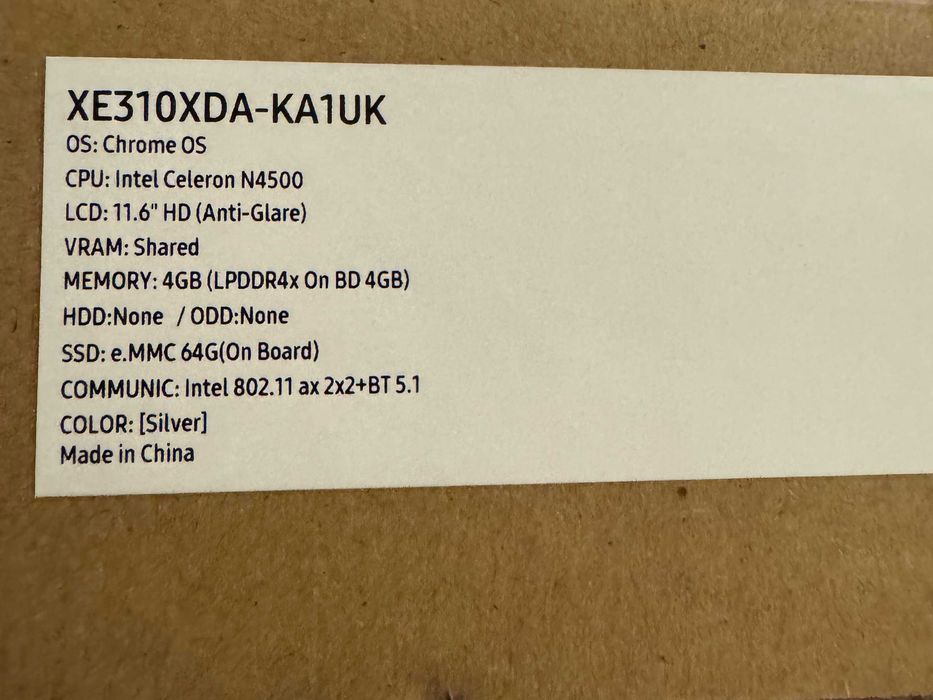 XE310XDA-KA1UK
OS: Chrome OS
CPU: Intel Celeron N4500
LCD: 11.6" HD (Anti-Glare)
VRAM: Shared
MEMORY: 4GB (LPDDR4x On BD 4GB)
HDD:None / ODD:None
SSD: e.MMC 64G(On Board)
COMMUNIC: Intel 802.11 ax 2x2+BT 5.1
COLOR: [Silver]
Made in China